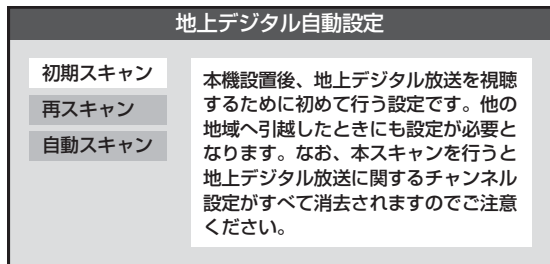 地上デジタル自動設定
初期スキャン
再スキャン
自動スキャン
本機設置後、地上デジタル放送を視聴
するために初めて行う設定です。他の
地域へ引越したときにも設定が必要と
なります。なお、本スキャンを行うと
地上デジタル放送に関するチャンネル
設定がすべて消去されますのでご注意
ください。